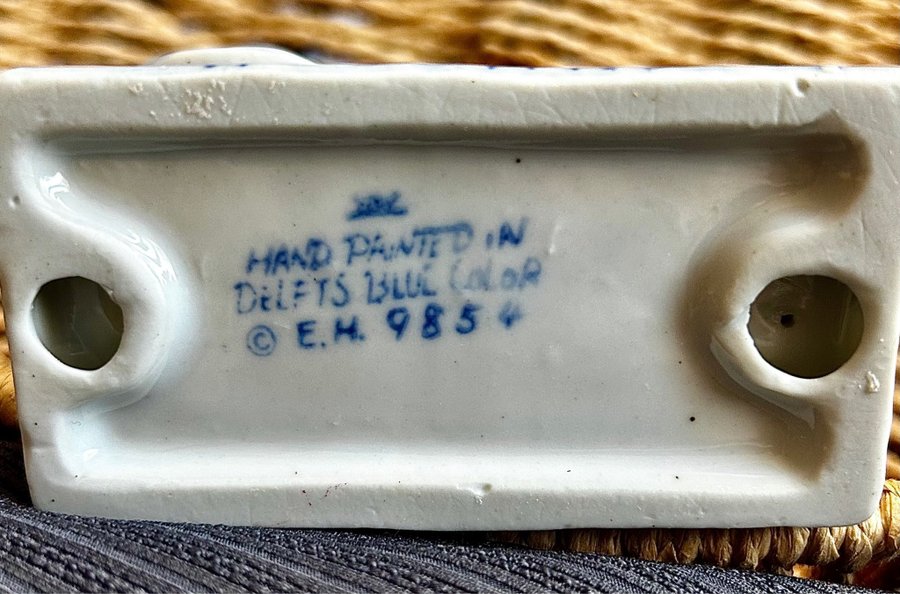 HAND PAINTED IN
DELFTS BLUE COLOR
© E.H. 9854